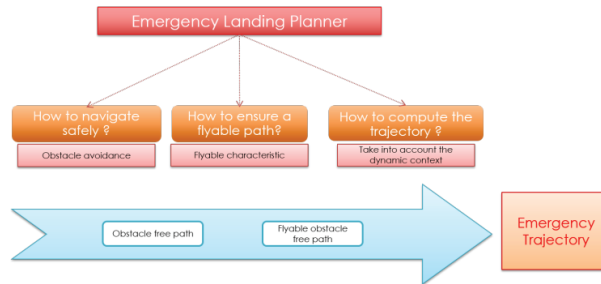 Emergency Landing Planner
How to navigate
safely ?
How to ensure a
flyable path?
How to compute the
trajectory ?
Obstacle avoidance
Flyable characteristic
Take into account the
dynamic context
Obstacle free path
Flyable obstacle
free path
Emergency
Trajectory